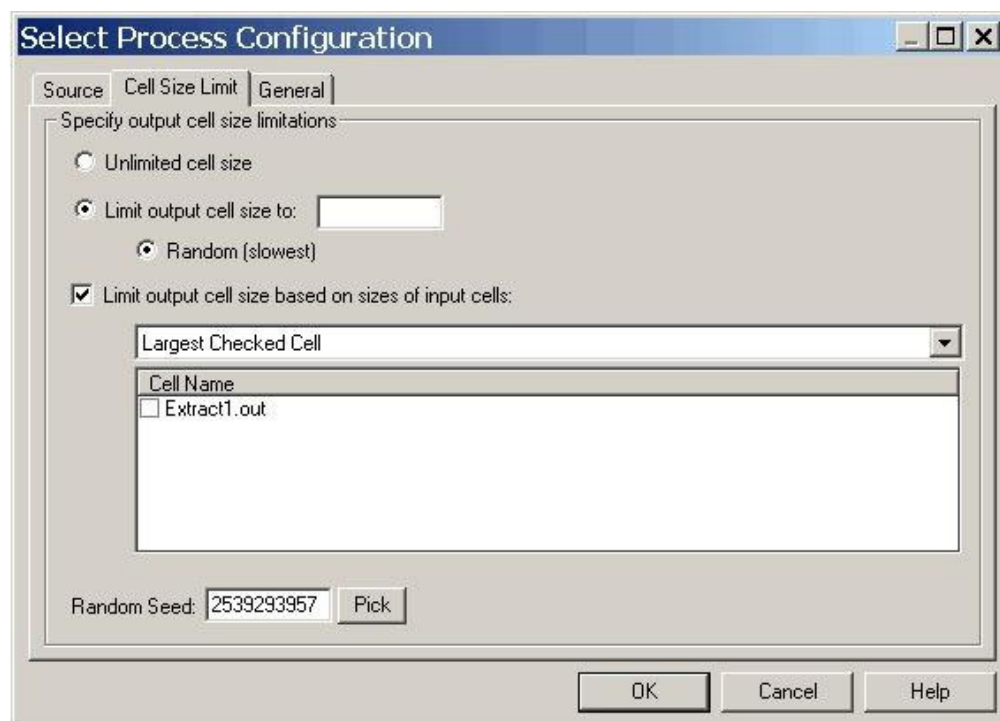 Select Process Configuration
Source Cell Size Limit General
Specify output cell size limitations
Unlimited cell size
Limit output cell size to:
Random (slowest)
Limit output cell size based on sizes of input cells:
Largest Checked Cell
Cell Name
Extract1.out
Random Seed: 2539293957 Pick
OK Cancel Help